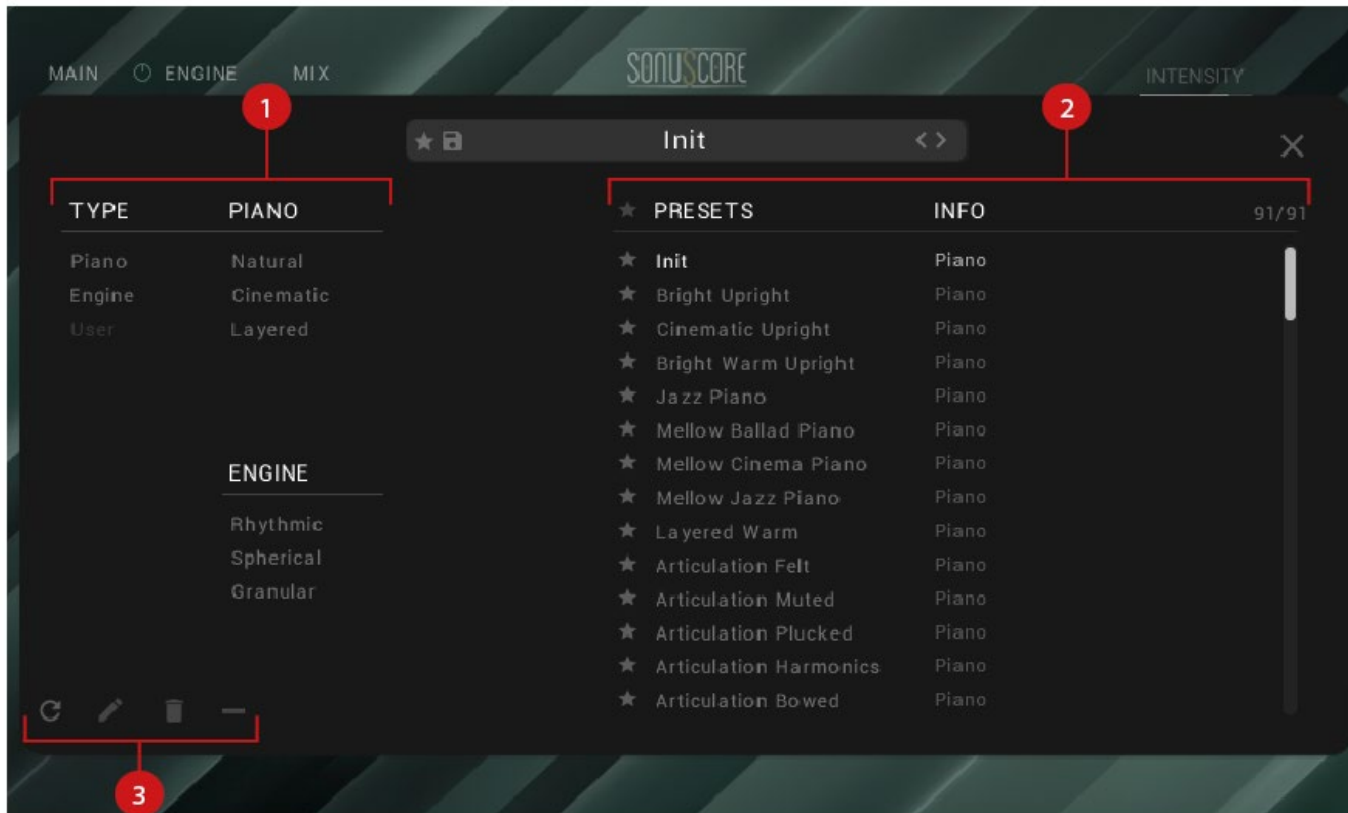 MAIN ENGINE MIX
SONUSCORE
INTENSITY
1
2
Init
TYPE PIANO
Piano Natural
Engine Cinematic
User Layered
ENGINE
Rhythmic
Spherical
Granular
PRESETS INFO 91/91
Init Piano
Bright Upright Piano
Cinematic Upright Piano
Bright Warm Upright Piano
Jazz Piano Piano
Mellow Ballad Piano Piano
Mellow Cinema Piano Piano
Mellow Jazz Piano Piano
Layered Warm Piano
Articulation Felt Piano
Articulation Muted Piano
Articulation Plucked Piano
Articulation Harmonics Piano
Articulation Bowed Piano
3